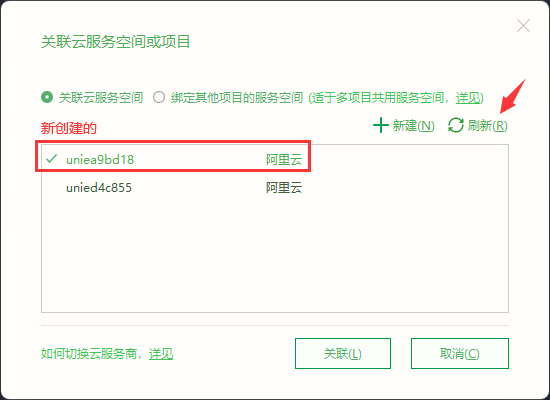 关联云服务空间或项目
关联云服务空间 绑定其他项目的服务空间 (适于多项目共用服务空间，详见)
新创建的 新建(N) 刷新(R)
uniea9bd18 阿里云
unied4c855 阿里云
如何切换云服务商，详见 关联(L) 取消(C)